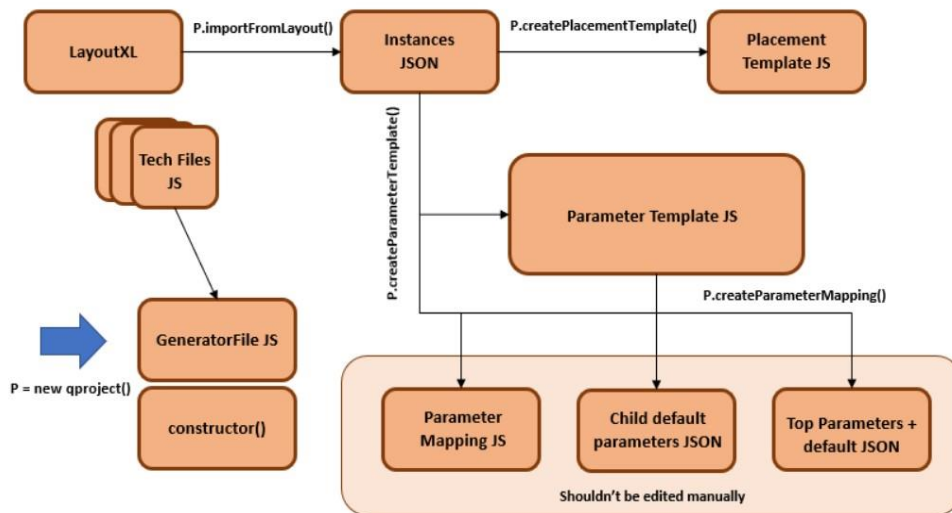 LayoutXL
P.importFromLayout()
Instances
JSON
P.createPlacementTemplate()
Placement
Template JS
Tech Files
JS
P.createParameterTemplate()
Parameter Template JS
P.createParameterMapping()
GeneratorFile JS
P = new qproject()
constructor()
Parameter
Mapping JS
Child default
parameters JSON
Top Parameters +
default JSON
Shouldn't be edited manually